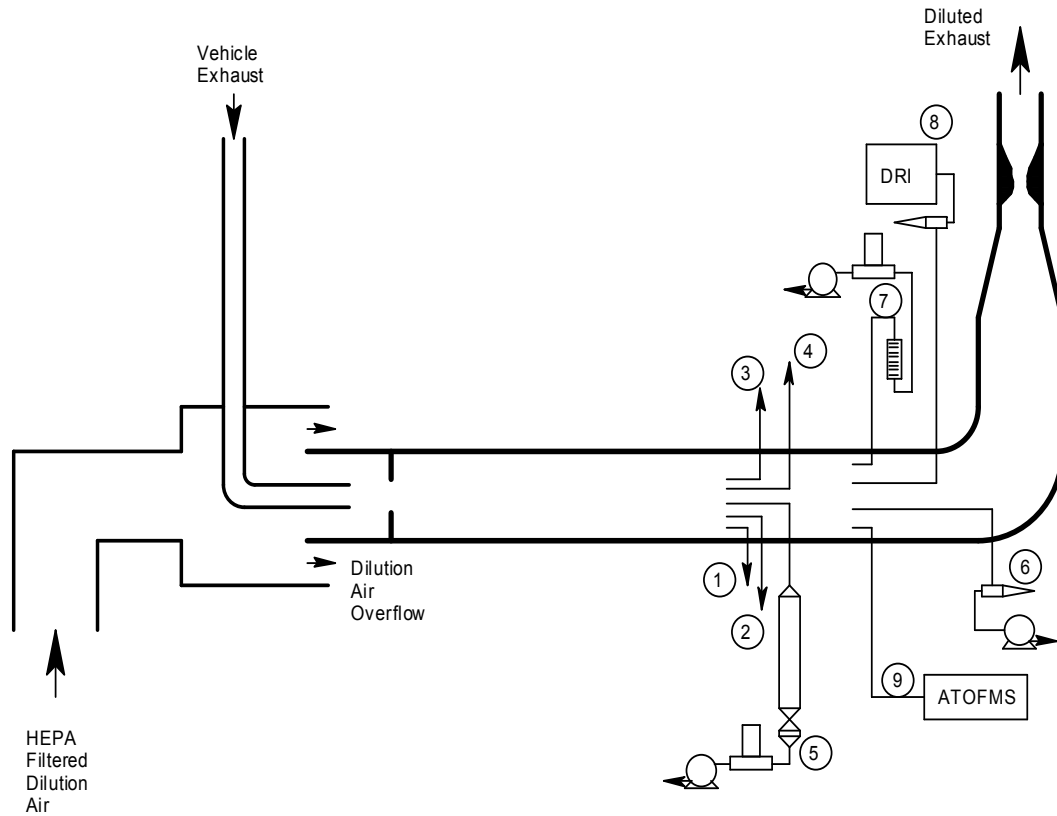 Diluted
Exhaust
Vehicle
Exhaust
8
DRI
7
4
3
Dilution
Air
Overflow
1
6
2
9
ATOFMS
5
HEPA
Filtered
Dilution
Air